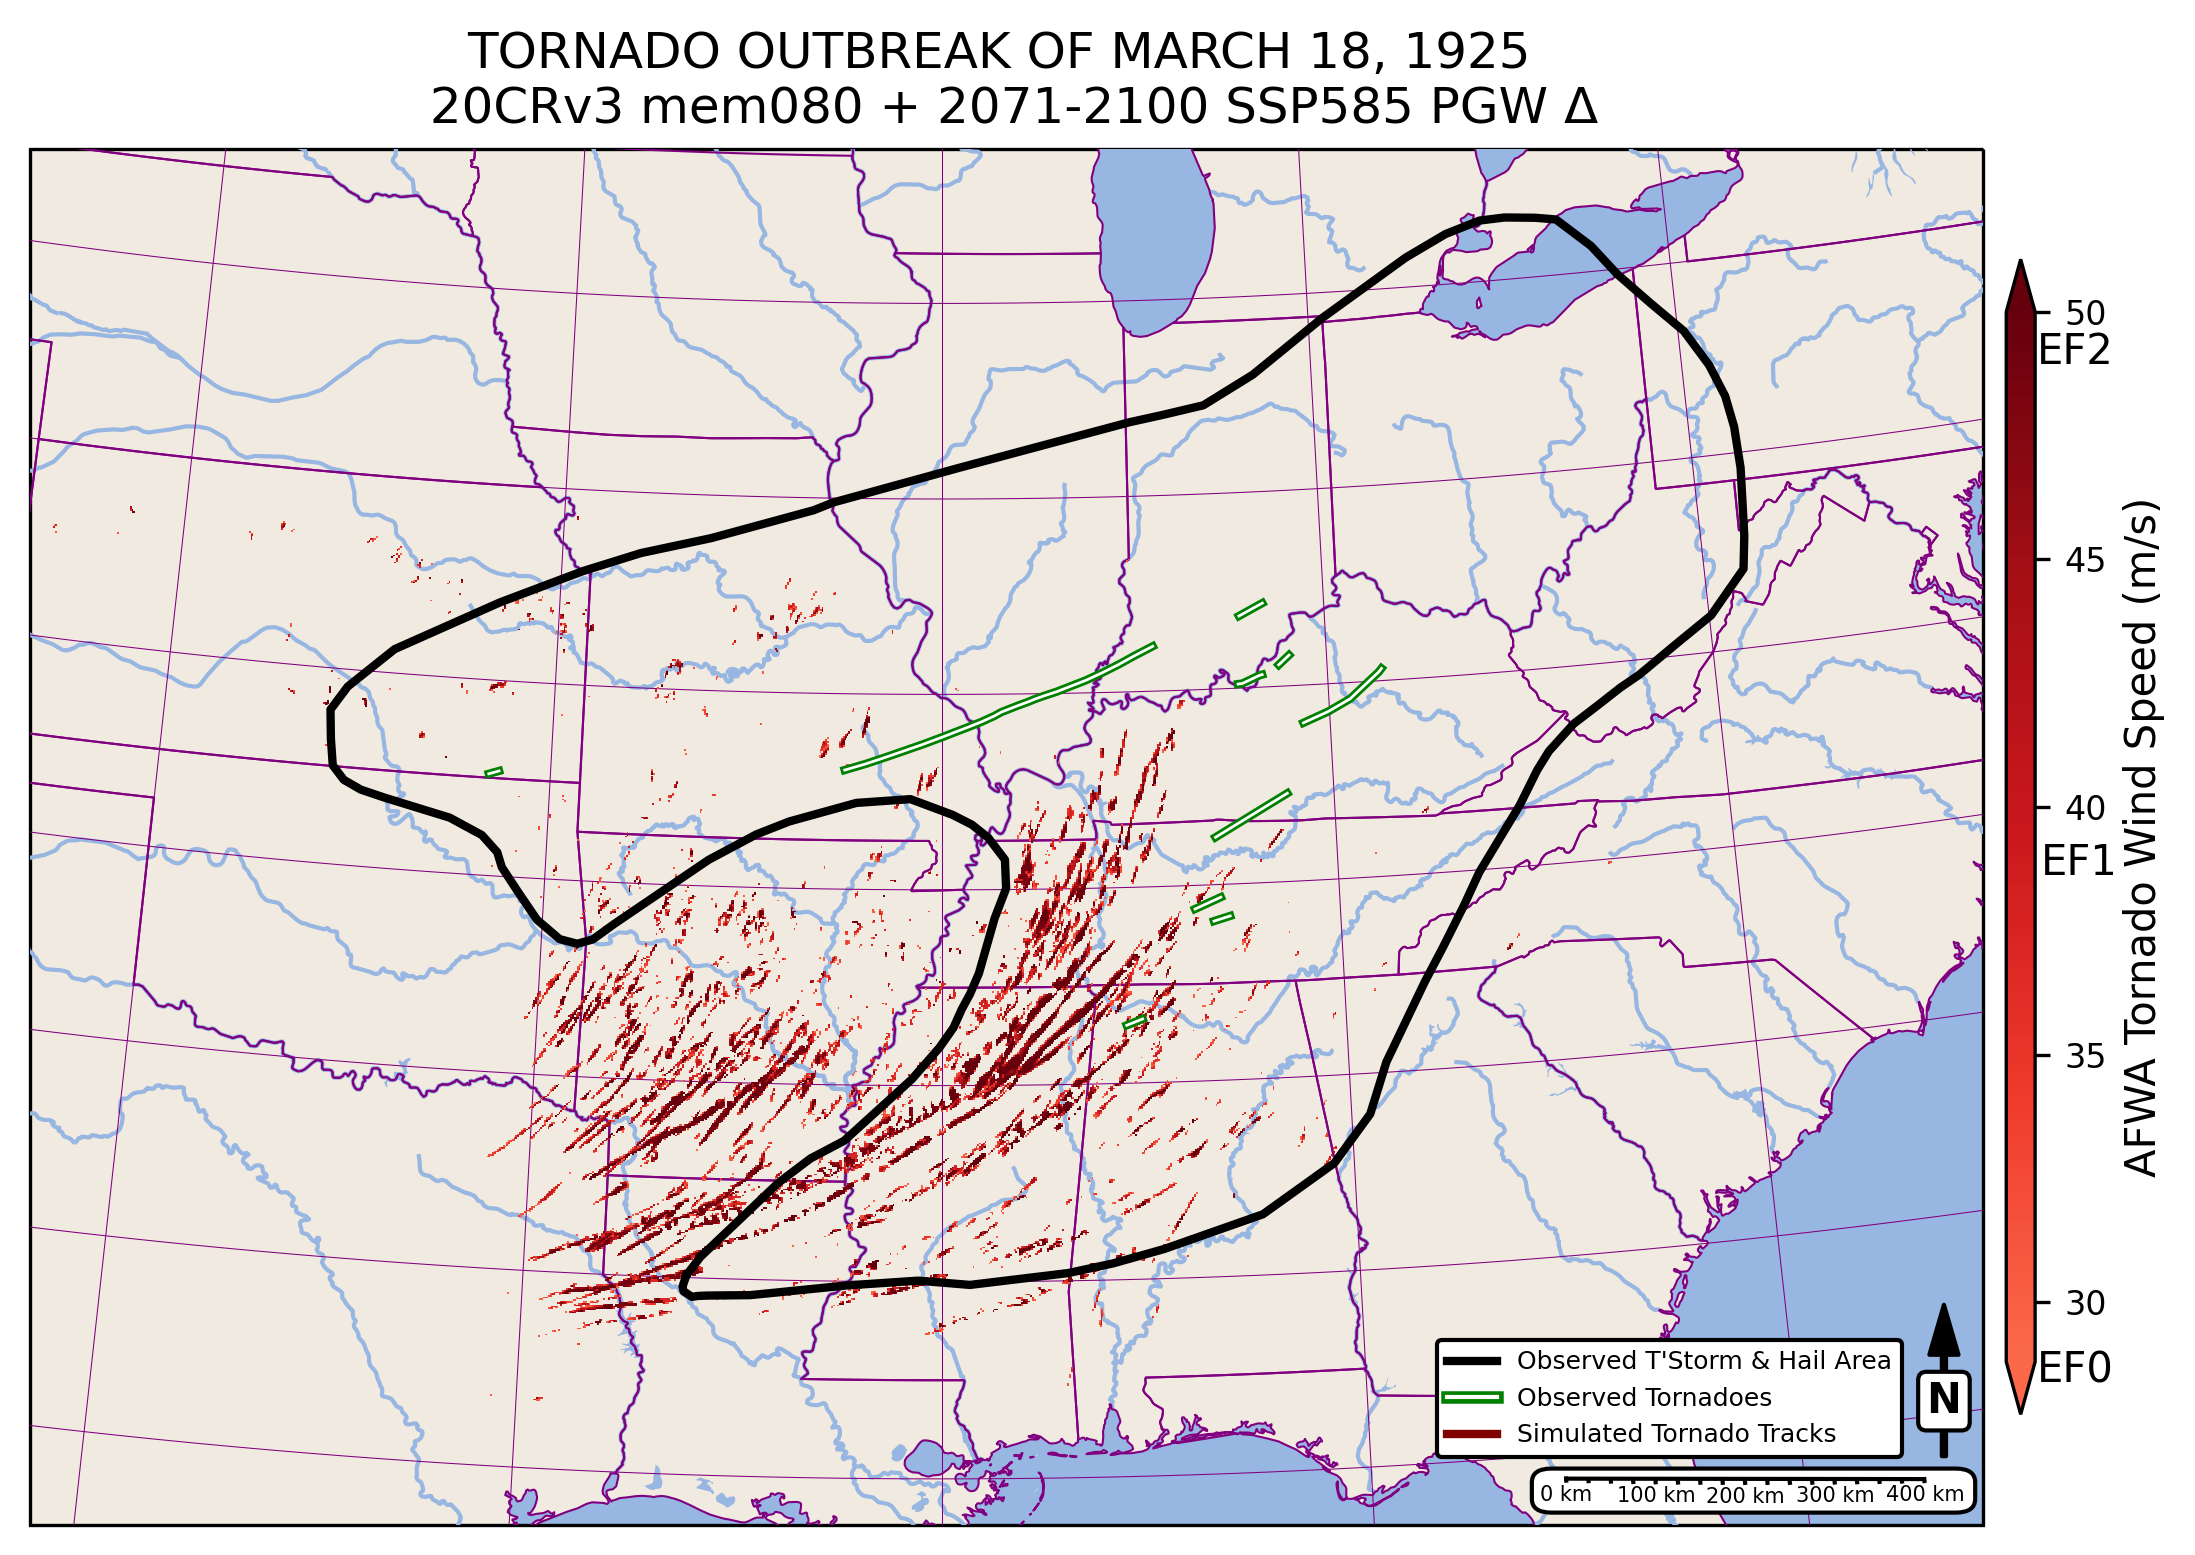 TORNADO OUTBREAK OF MARCH 18, 1925
20CRv3 mem080 + 2071-2100 SSP585 PGW Δ
50
EF2
45
40
EF1
35
30
EF0
AFWA Tornado Wind Speed (m/s)
Observed T'Storm & Hail Area
Observed Tornadoes
Simulated Tornado Tracks
N
0 km 100 km 200 km 300 km 400 km